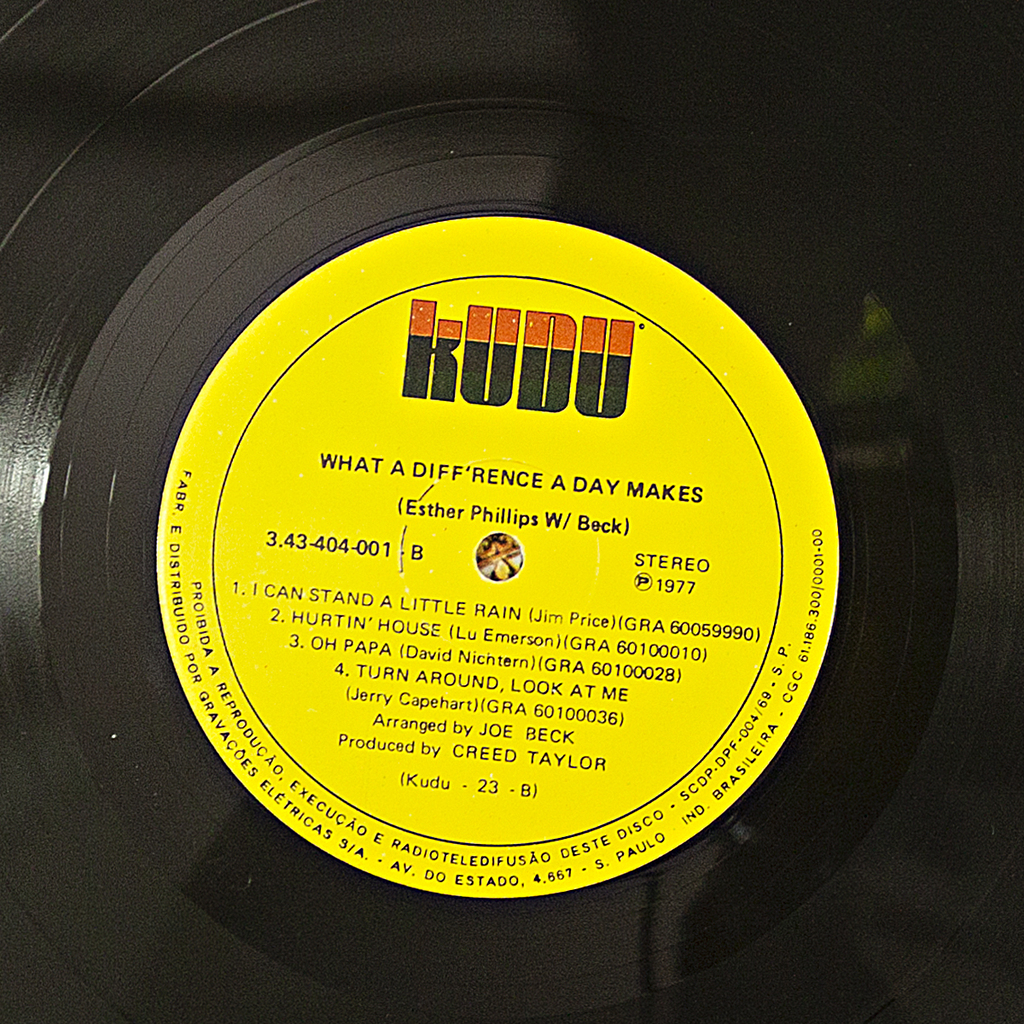 KUDU
WHAT A DIFF'RENCE A DAY MAKES
(Esther Phillips W/ Beck)
3.43-404-001 B
STEREO
Ⓟ 1977
1. I CAN STAND A LITTLE RAIN (Jim Price)(GRA 60059990)
2. HURTIN' HOUSE (Lu Emerson)(GRA 60100010)
3. OH PAPA (David Nichtern)(GRA 60100028)
4. TURN AROUND, LOOK AT ME
(Jerry Capehart)(GRA 60100036)
Arranged by JOE BECK
Produced by CREED TAYLOR
(Kudu - 23 - B)
PROIBIDA A REPRODUÇÃO, EXECUÇÃO E RADIOTELEDIFUSÃO DESTE DISCO - SCDP-DPF-004/69 - S. P.
FABR. E DISTRIBUIDO POR GRAVAÇÕES ELÉTRICAS S/A. - AV. DO ESTADO, 4.667 - S. PAULO IND. BRASILEIRA - CGC 61.186.300/0001-00